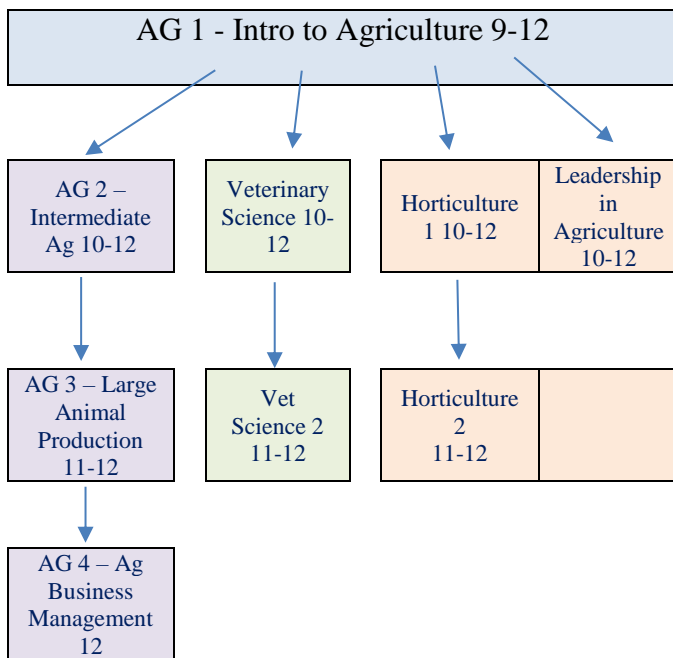 AG 1 - Intro to Agriculture 9-12
AG 2 –
Intermediate
Ag 10-12
Veterinary
Science 10-
12
Horticulture
1 10-12
Leadership
in
Agriculture
10-12
AG 3 – Large
Animal
Production
11-12
Vet
Science 2
11-12
Horticulture
2
11-12
AG 4 – Ag
Business
Management
12